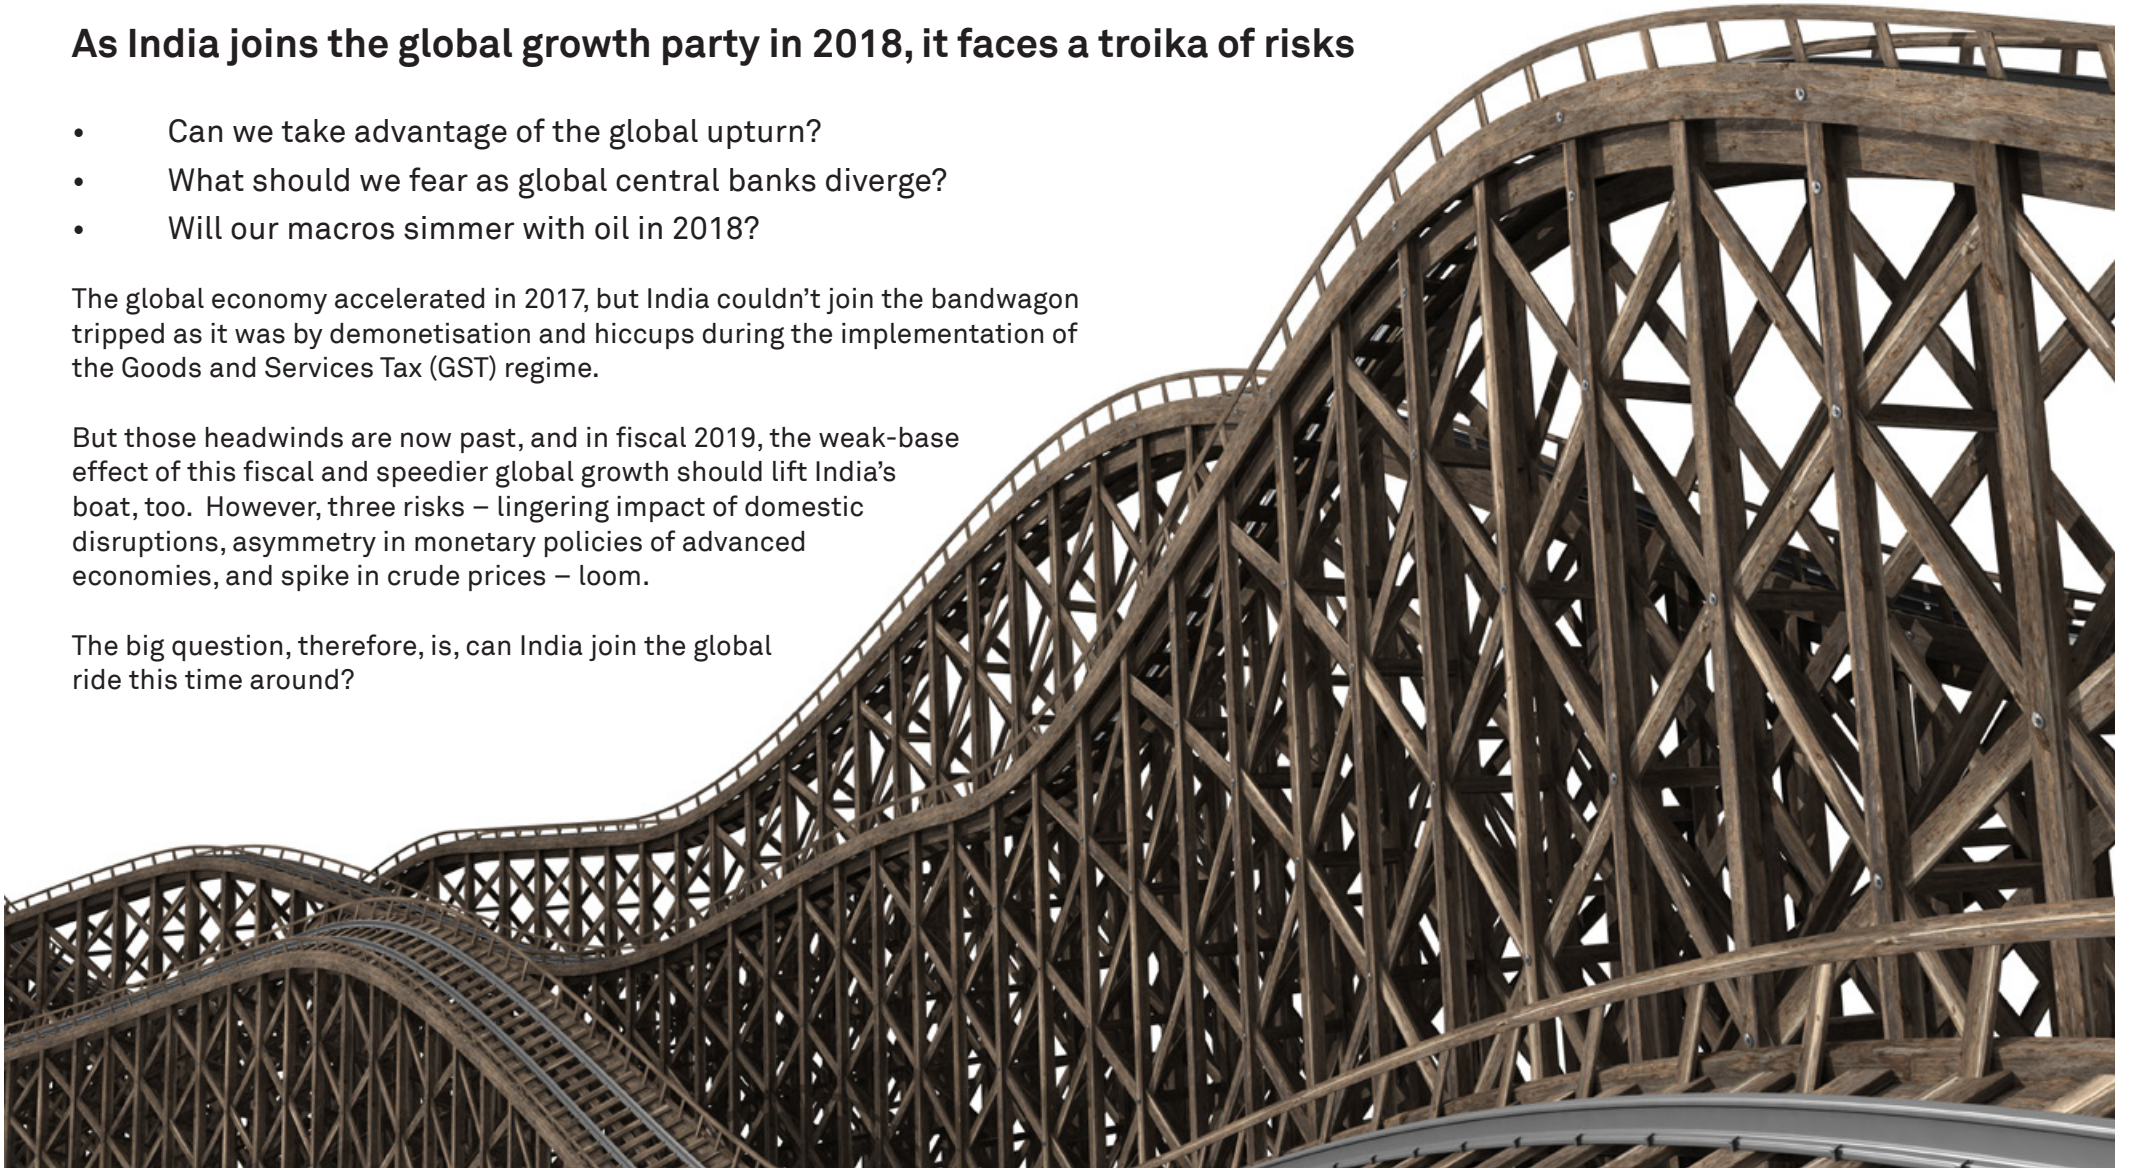 As India joins the global growth party in 2018, it faces a troika of risks
• Can we take advantage of the global upturn?
• What should we fear as global central banks diverge?
• Will our macros simmer with oil in 2018?
The global economy accelerated in 2017, but India couldn’t join the bandwagon
tripped as it was by demonetisation and hiccups during the implementation of
the Goods and Services Tax (GST) regime.
But those headwinds are now past, and in fiscal 2019, the weak-base
effect of this fiscal and speedier global growth should lift India’s
boat, too. However, three risks – lingering impact of domestic
disruptions, asymmetry in monetary policies of advanced
economies, and spike in crude prices – loom.
The big question, therefore, is, can India join the global
ride this time around?